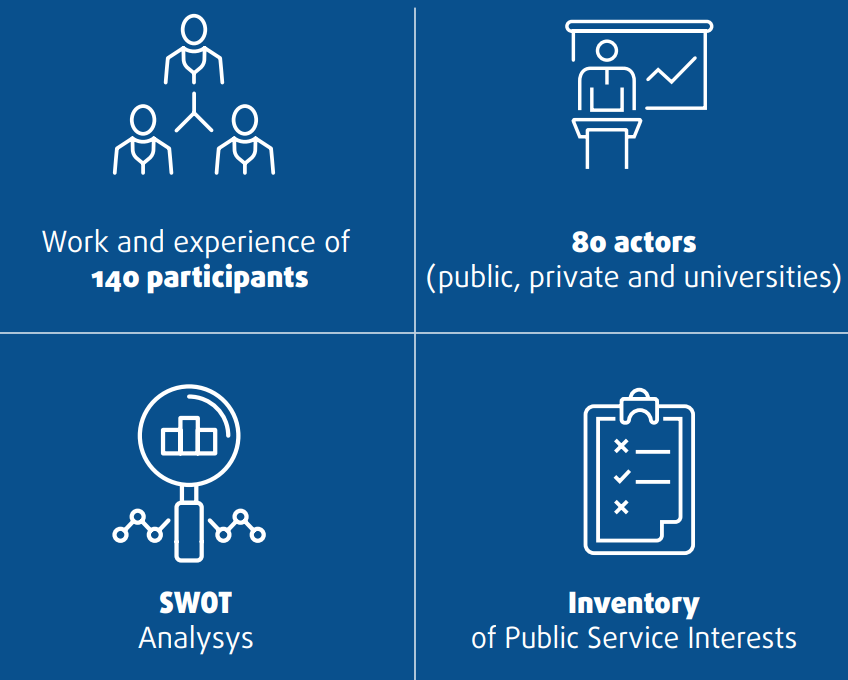 Work and experience of
140 participants
80 actors
(public, private and universities)
SWOT
Analysys
Inventory
of Public Service Interests